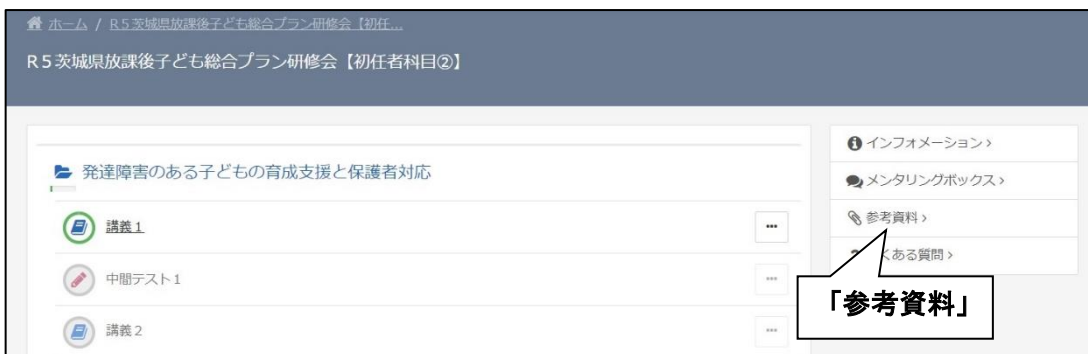 ホーム / R5茨城県放課後子ども総合プラン研修会【初任...
R5茨城県放課後子ども総合プラン研修会【初任者科目②】
発達障害のある子どもの育成支援と保護者対応
講義1
中間テスト1
講義2
インフォメーション›
メンタリングボックス›
参考資料›
くある質問›
「参考資料」